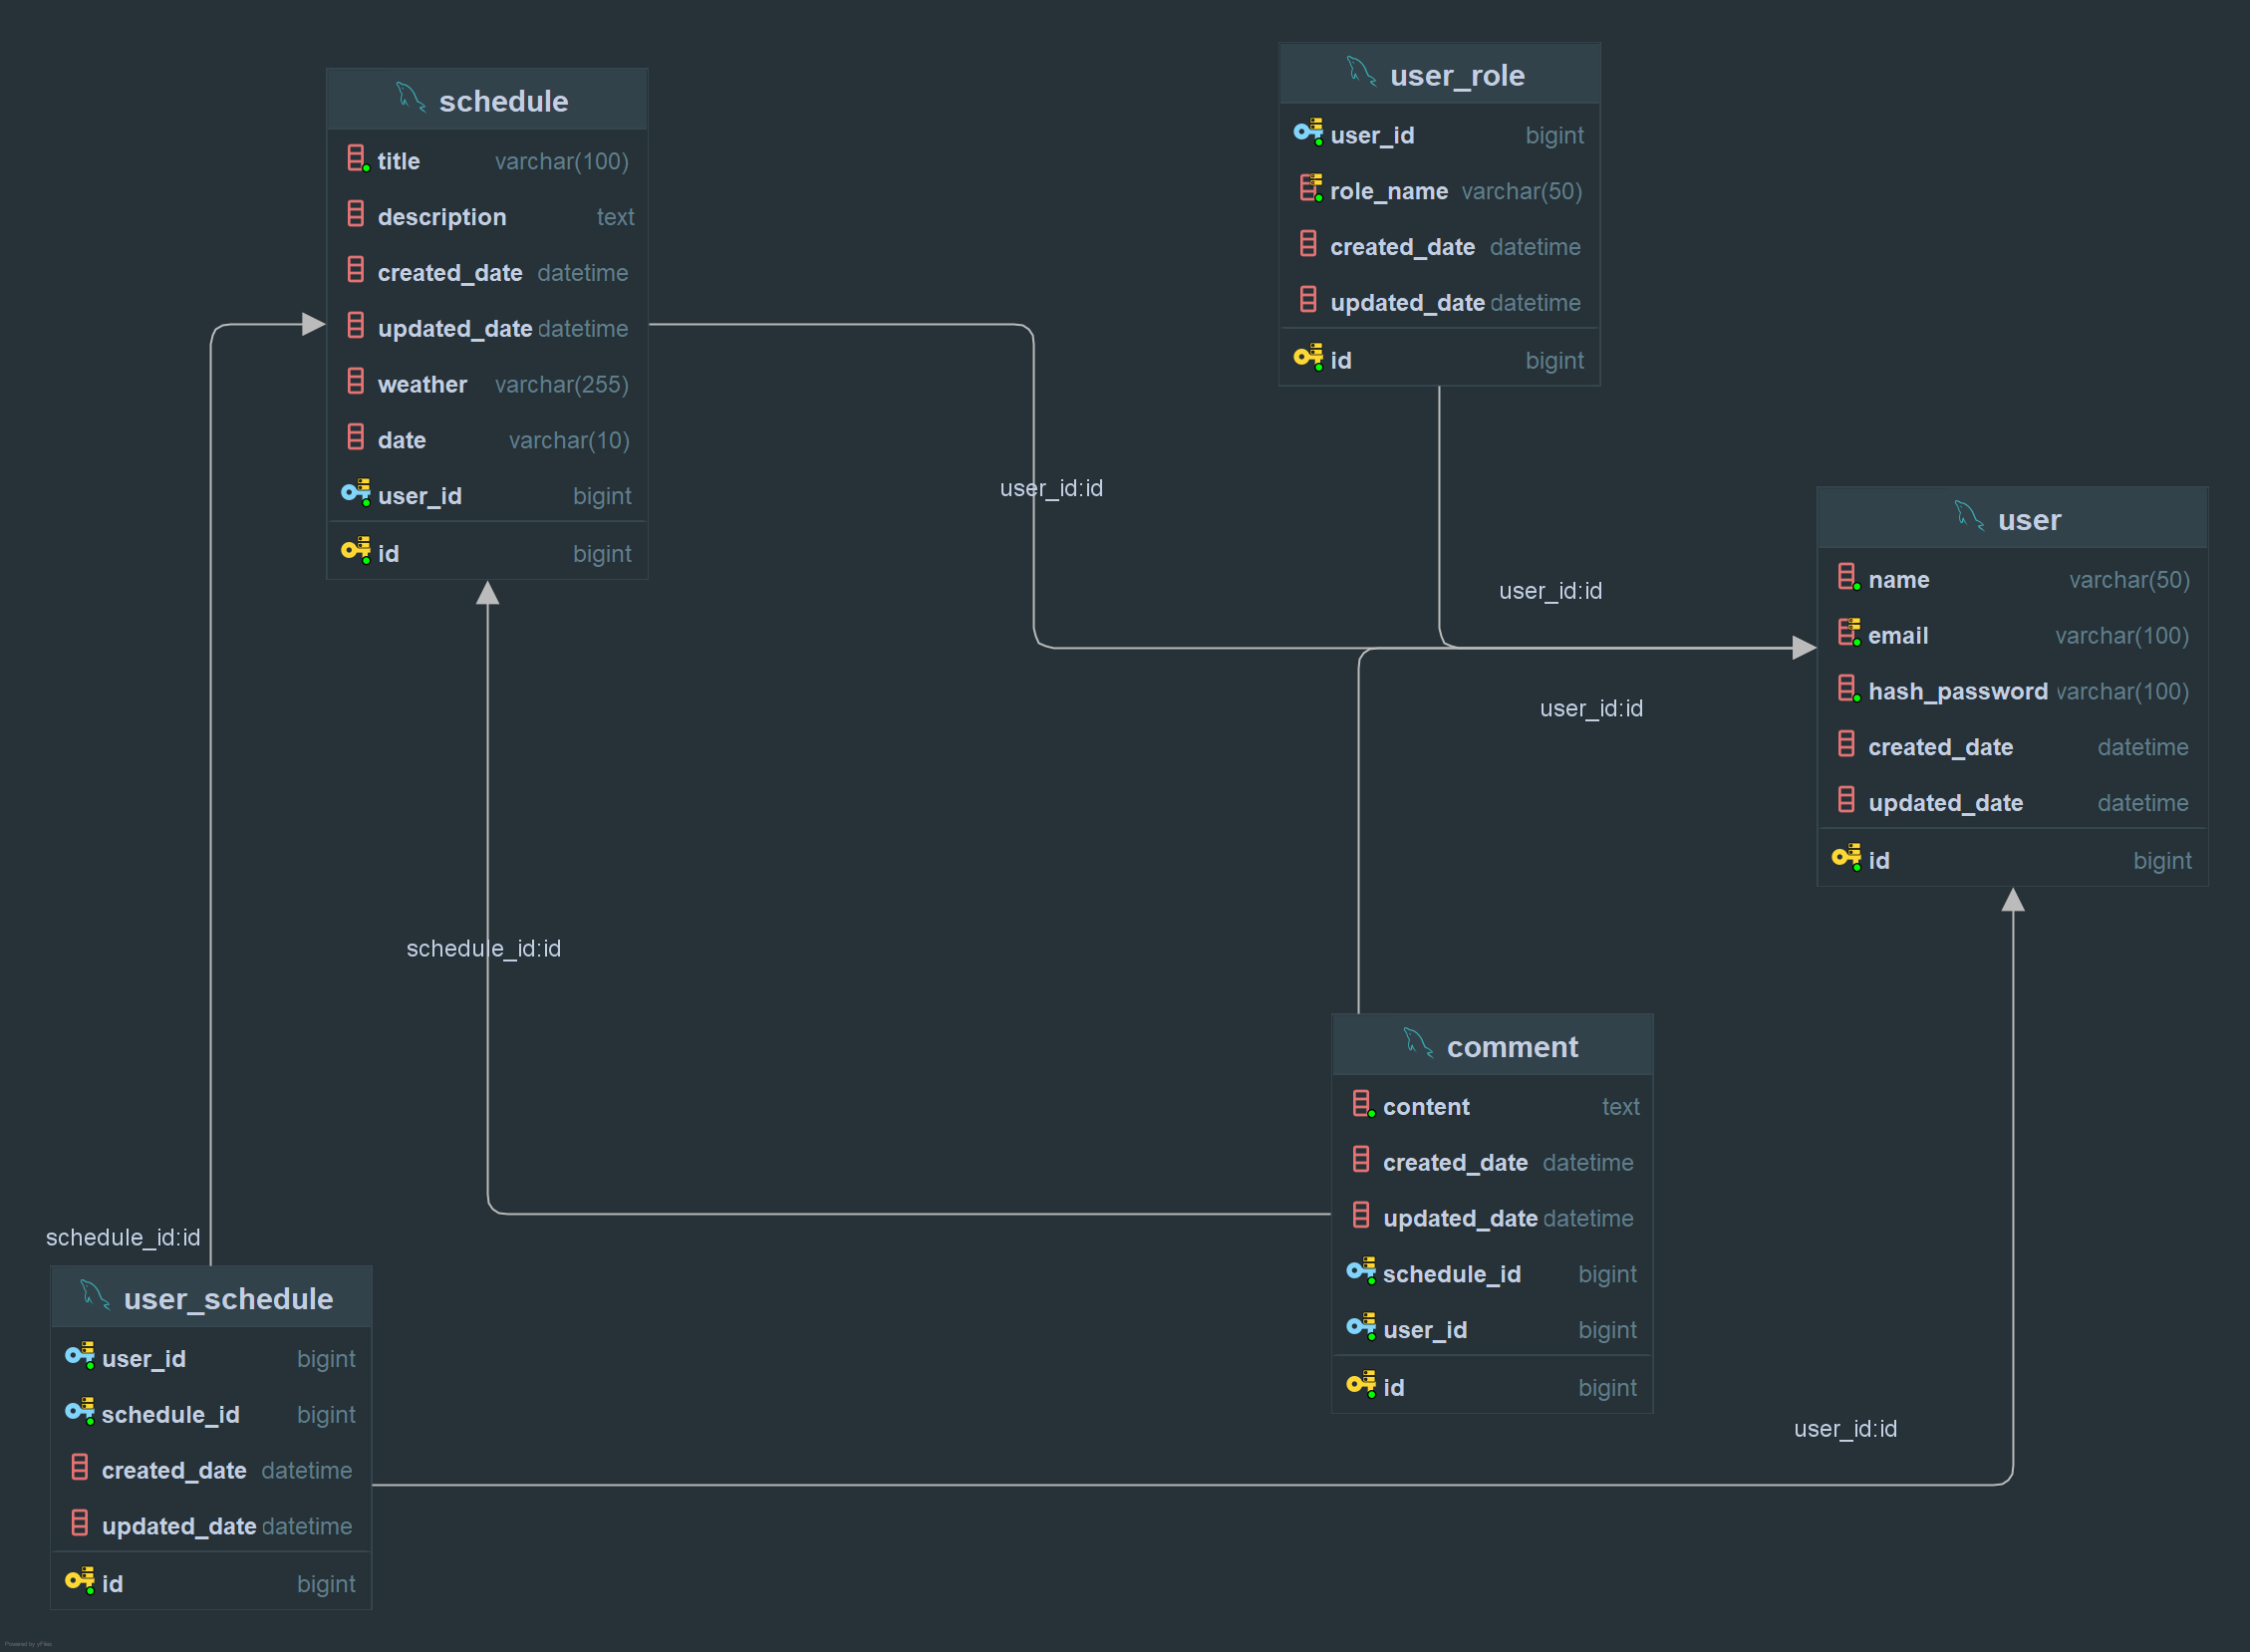 schedule
title varchar(100)
description text
created_date datetime
updated_date datetime
weather varchar(255)
date varchar(10)
user_id bigint
id bigint
user_role
user_id bigint
role_name varchar(50)
created_date datetime
updated_date datetime
id bigint
user_id:id
user_id:id
user_id:id
user
name varchar(50)
email varchar(100)
hash_password varchar(100)
created_date datetime
updated_date datetime
id bigint
schedule_id:id
comment
content text
created_date datetime
updated_date datetime
schedule_id bigint
user_id bigint
id bigint
schedule_id:id
user_schedule
user_id bigint
schedule_id bigint
created_date datetime
updated_date datetime
id bigint
user_id:id
Powered by yFiles